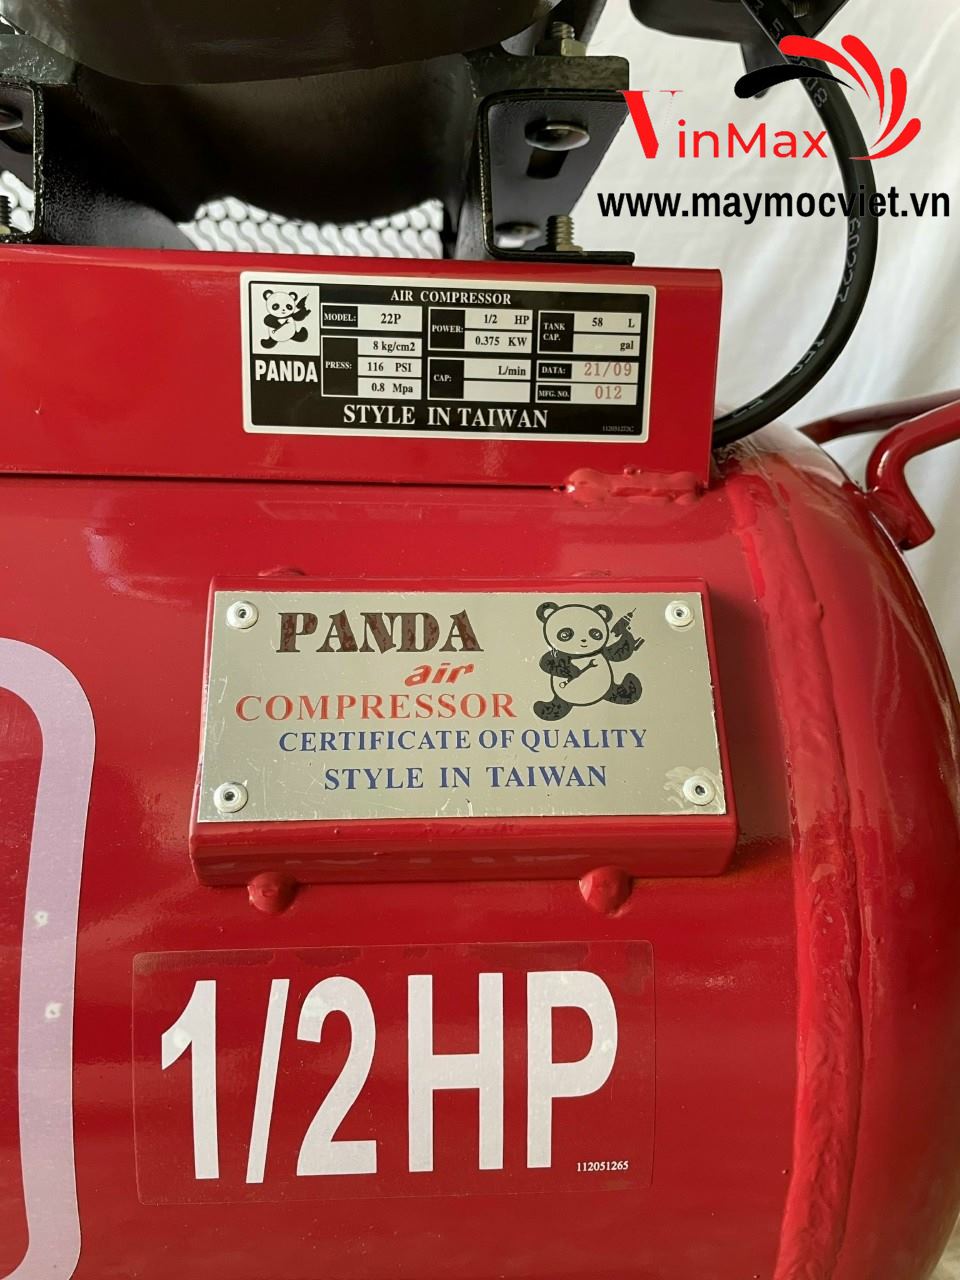 VinMax
www.maymocviet.vn
AIR COMPRESSOR
PANDA
MODEL: 22P
PRESS: 8 kg/cm2
116 PSI
0.8 Mpa
POWER: 1/2 HP
0.375 KW
CAP: L/min
TANK CAP. 58 L
gal
DATA: 21/09
MFG. NO. 012
STYLE IN TAIWAN
PANDA
air
COMPRESSOR
CERTIFICATE OF QUALITY
STYLE IN TAIWAN
1/2 HP
112051265